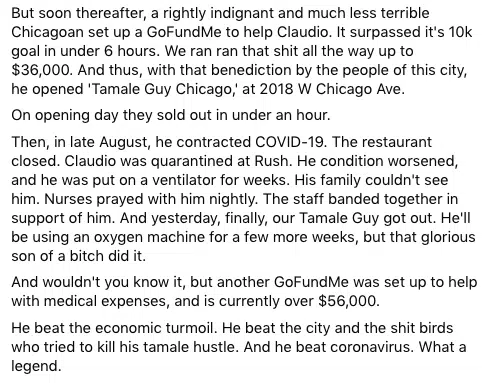 But soon thereafter, a rightly indignant and much less terrible
Chicagoan set up a GoFundMe to help Claudio. It surpassed it's 10k
goal in under 6 hours. We ran ran that shit all the way up to
$36,000. And thus, with that benediction by the people of this city,
he opened 'Tamale Guy Chicago,' at 2018 W Chicago Ave.
On opening day they sold out in under an hour.
Then, in late August, he contracted COVID-19. The restaurant
closed. Claudio was quarantined at Rush. He condition worsened,
and he was put on a ventilator for weeks. His family couldn't see
him. Nurses prayed with him nightly. The staff banded together in
support of him. And yesterday, finally, our Tamale Guy got out. He'll
be using an oxygen machine for a few more weeks, but that glorious
son of a bitch did it.
And wouldn't you know it, but another GoFundMe was set up to help
with medical expenses, and is currently over $56,000.
He beat the economic turmoil. He beat the city and the shit birds
who tried to kill his tamale hustle. And he beat coronavirus. What a
legend.